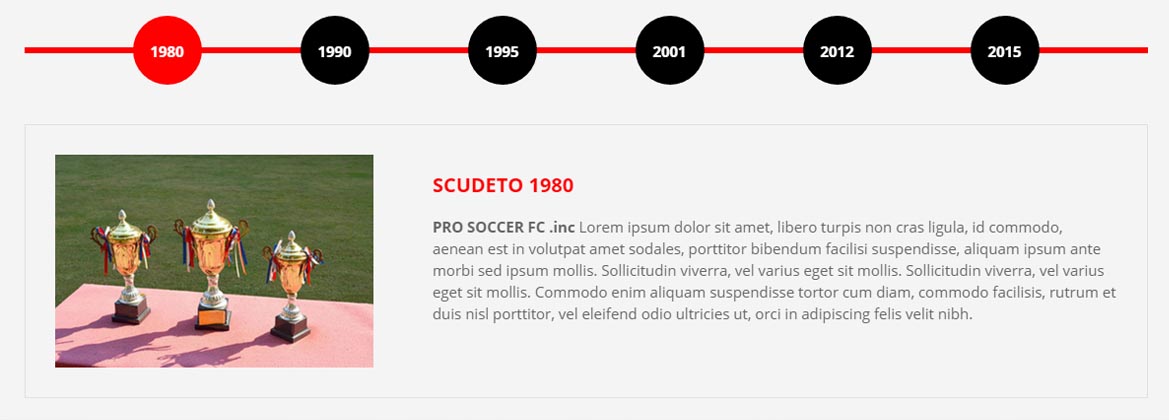 1980 1990 1995 2001 2012 2015
SCUDETO 1980
PRO SOCCER FC .inc Lorem ipsum dolor sit amet, libero turpis non cras ligula, id commodo,
aenean est in volutpat amet sodales, porttitor bibendum facilisi suspendisse, aliquam ipsum ante
morbi sed ipsum mollis. Sollicitudin viverra, vel varius eget sit mollis. Sollicitudin viverra, vel varius
eget sit mollis. Commodo enim aliquam suspendisse tortor cum diam, commodo facilisis, rutrum et
duis nisl porttitor, vel eleifend odio ultricies ut, orci in adipiscing felis velit nibh.